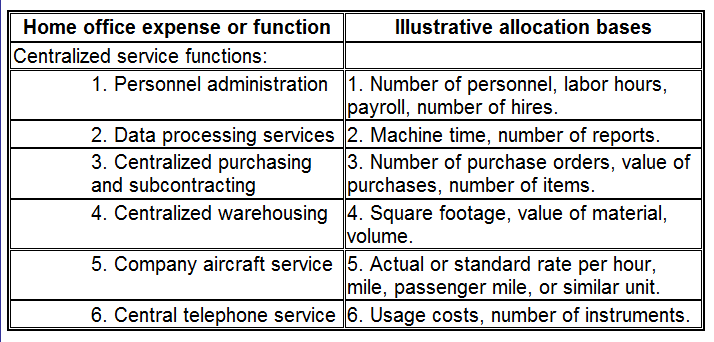 Home office expense or function
Illustrative allocation bases
Centralized service functions:
1. Personnel administration
1. Number of personnel, labor hours,
payroll, number of hires.
2. Data processing services
2. Machine time, number of reports.
3. Centralized purchasing
and subcontracting
3. Number of purchase orders, value of
purchases, number of items.
4. Centralized warehousing
4. Square footage, value of material,
volume.
5. Company aircraft service
5. Actual or standard rate per hour,
mile, passenger mile, or similar unit.
6. Central telephone service
6. Usage costs, number of instruments.